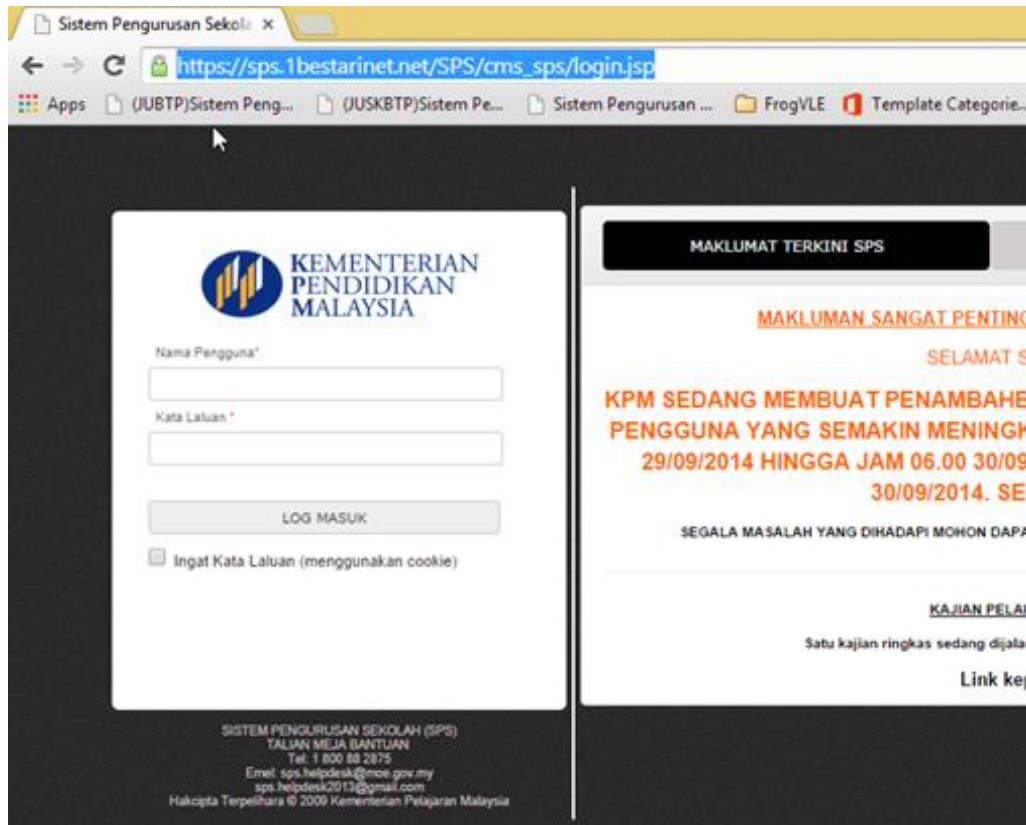 Sistem Pengurusan Sekola
https://sps.1bestarinet.net/SPS/cms_sps/login.jsp
Apps (JUBTP)Sistem Peng... (JUSKBTP)Sistem Pe... Sistem Pengurusan ... FrogVLE Template Categorie...
KEMENTERIAN
PENDIDIKAN
MALAYSIA
Nama Pengguna*
Kata Laluan *
LOG MASUK
Ingat Kata Laluan (menggunakan cookie)
SISTEM PENGURUSAN SEKOLAH (SPS)
TALIAN MEJA BANTUAN
Tel: 1 800 88 2875
Emel: sps.helpdesk@moe.gov.my
sps.helpdesk2013@gmail.com
Hakcipta Terpelihara © 2009 Kementerian Pelajaran Malaysia
MAKLUMAT TERKINI SPS
MAKLUMAN SANGAT PENTING
SELAMAT S
KPM SEDANG MEMBUAT PENAMBAHB
PENGGUNA YANG SEMAKIN MENINGK
29/09/2014 HINGGA JAM 06.00 30/09
30/09/2014. SE
SEGALA MASALAH YANG DIHADAPI MOHON DAPA
KAJIAN PELA
Satu kajian ringkas sedang dijala
Link kep